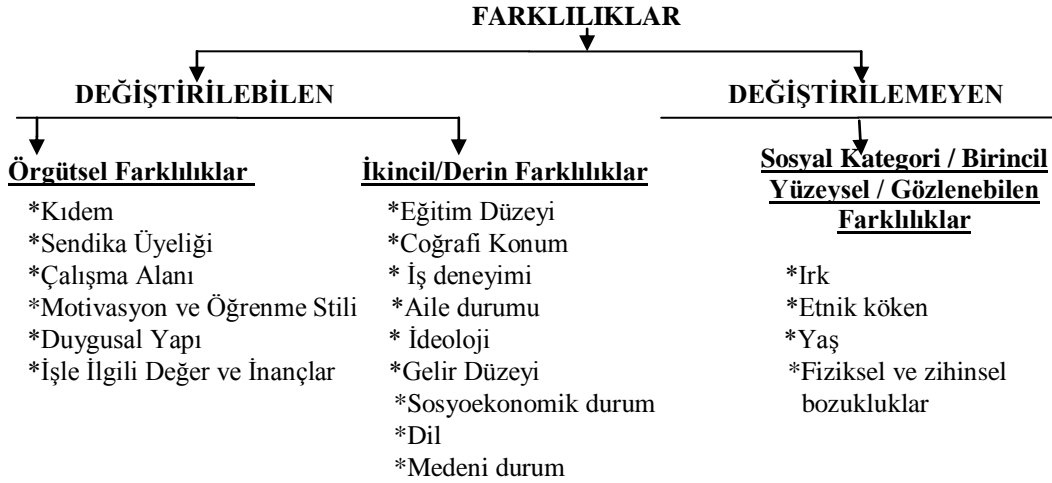 FARKLILIKLAR
DEĞİŞTİRİLEBİLEN
DEĞİŞTİRİLEMEYEN
Örgütsel Farklılıklar
*Kıdem
*Sendika Üyeliği
*Çalışma Alanı
*Motivasyon ve Öğrenme Stili
*Duygusal Yapı
*İşle İlgili Değer ve İnançlar
İkincil/Derin Farklılıklar
*Eğitim Düzeyi
*Coğrafi Konum
* İş deneyimi
*Aile durumu
* İdeoloji
*Gelir Düzeyi
*Sosyoekonomik durum
*Dil
*Medeni durum
Sosyal Kategori / Birincil
Yüzeysel / Gözlenebilen
Farklılıklar
*Irk
*Etnik köken
*Yaş
*Fiziksel ve zihinsel
bozukluklar